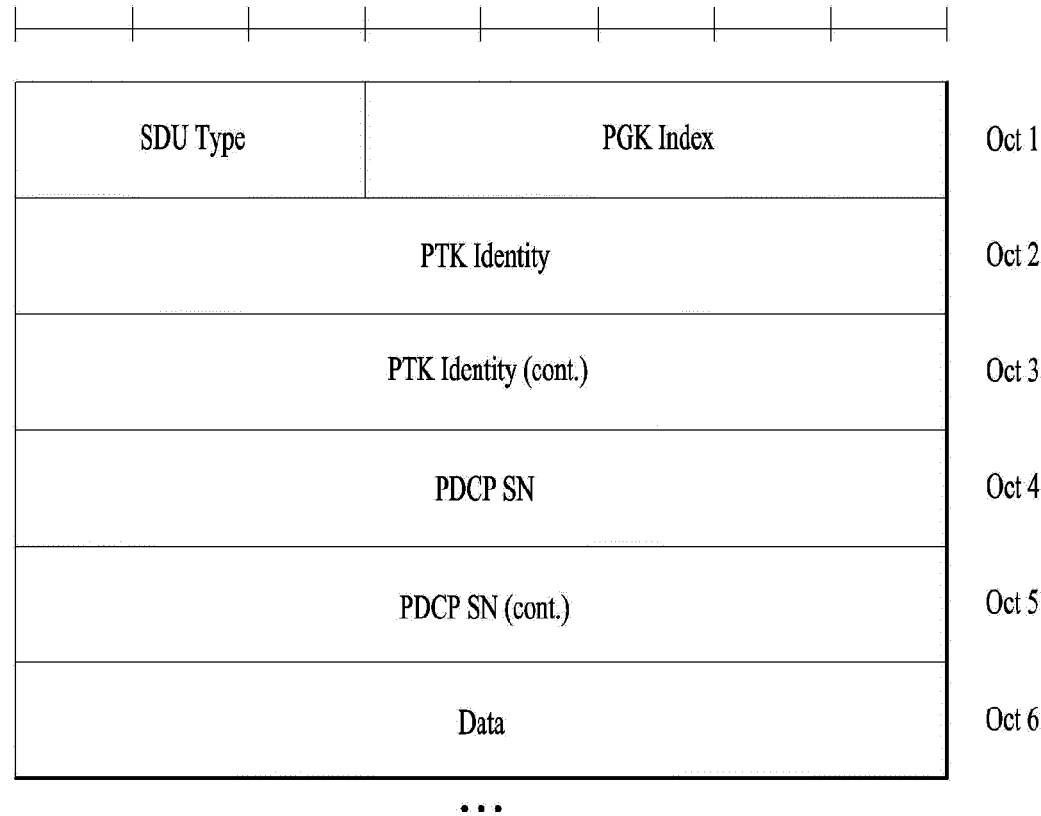 SDU Type PGK Index Oct 1
PTK Identity Oct 2
PTK Identity (cont.) Oct 3
PDCP SN Oct 4
PDCP SN (cont.) Oct 5
Data Oct 6
...